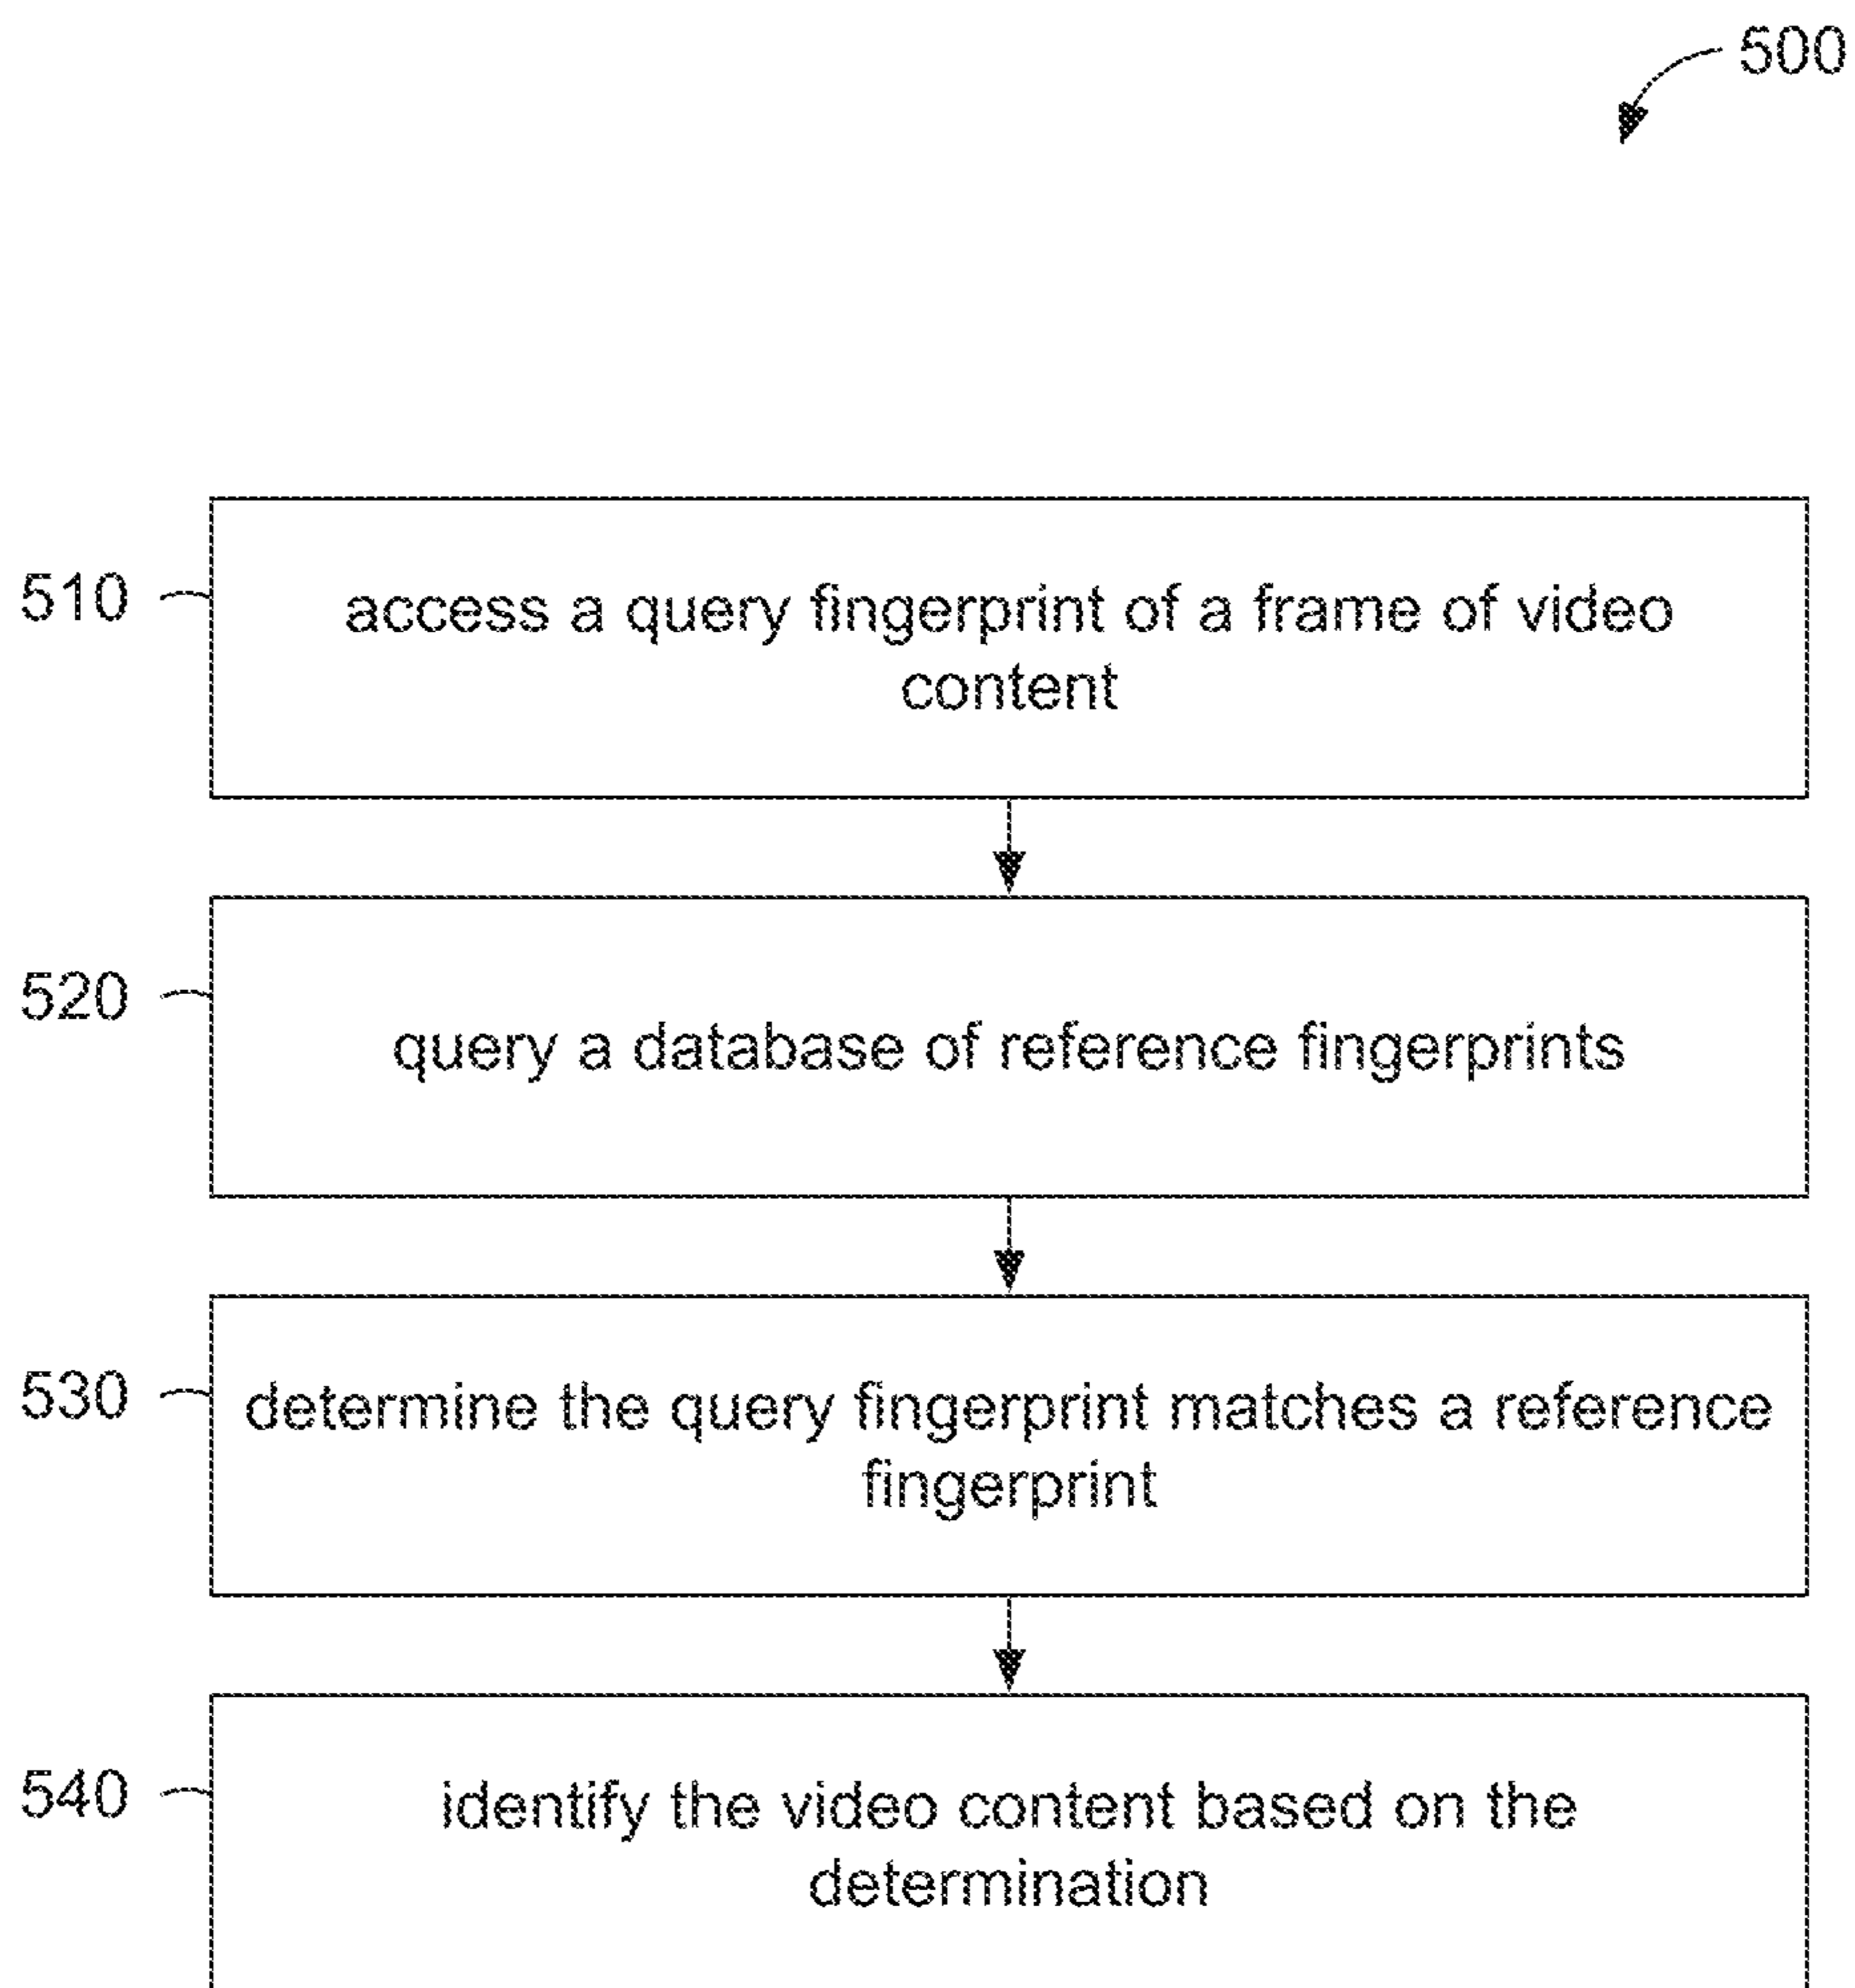 500
510
access a query fingerprint of a frame of video
content
520
query a database of reference fingerprints
530
determine the query fingerprint matches a reference
fingerprint
540
identify the video content based on the
determination